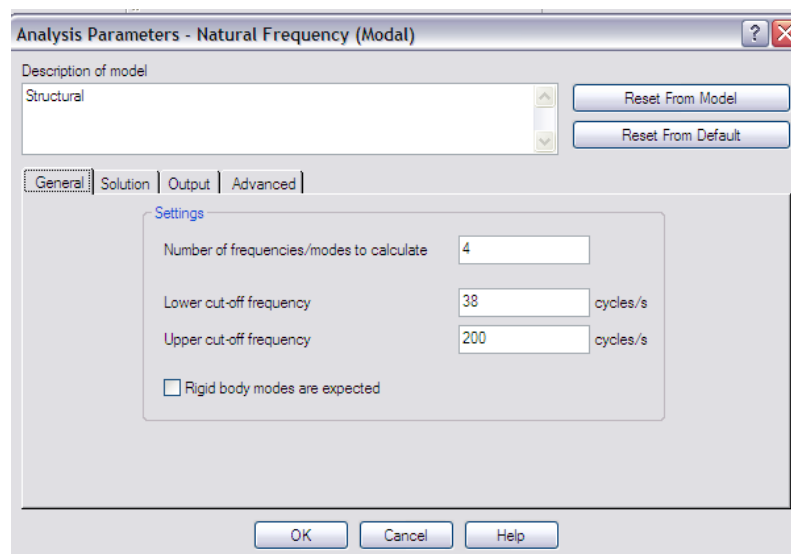 Analysis Parameters - Natural Frequency (Modal)
?
Description of model
Structural
Reset From Model
Reset From Default
General Solution Output Advanced
Settings
Number of frequencies/modes to calculate 4
Lower cut-off frequency 38 cycles/s
Upper cut-off frequency 200 cycles/s
Rigid body modes are expected
OK Cancel Help